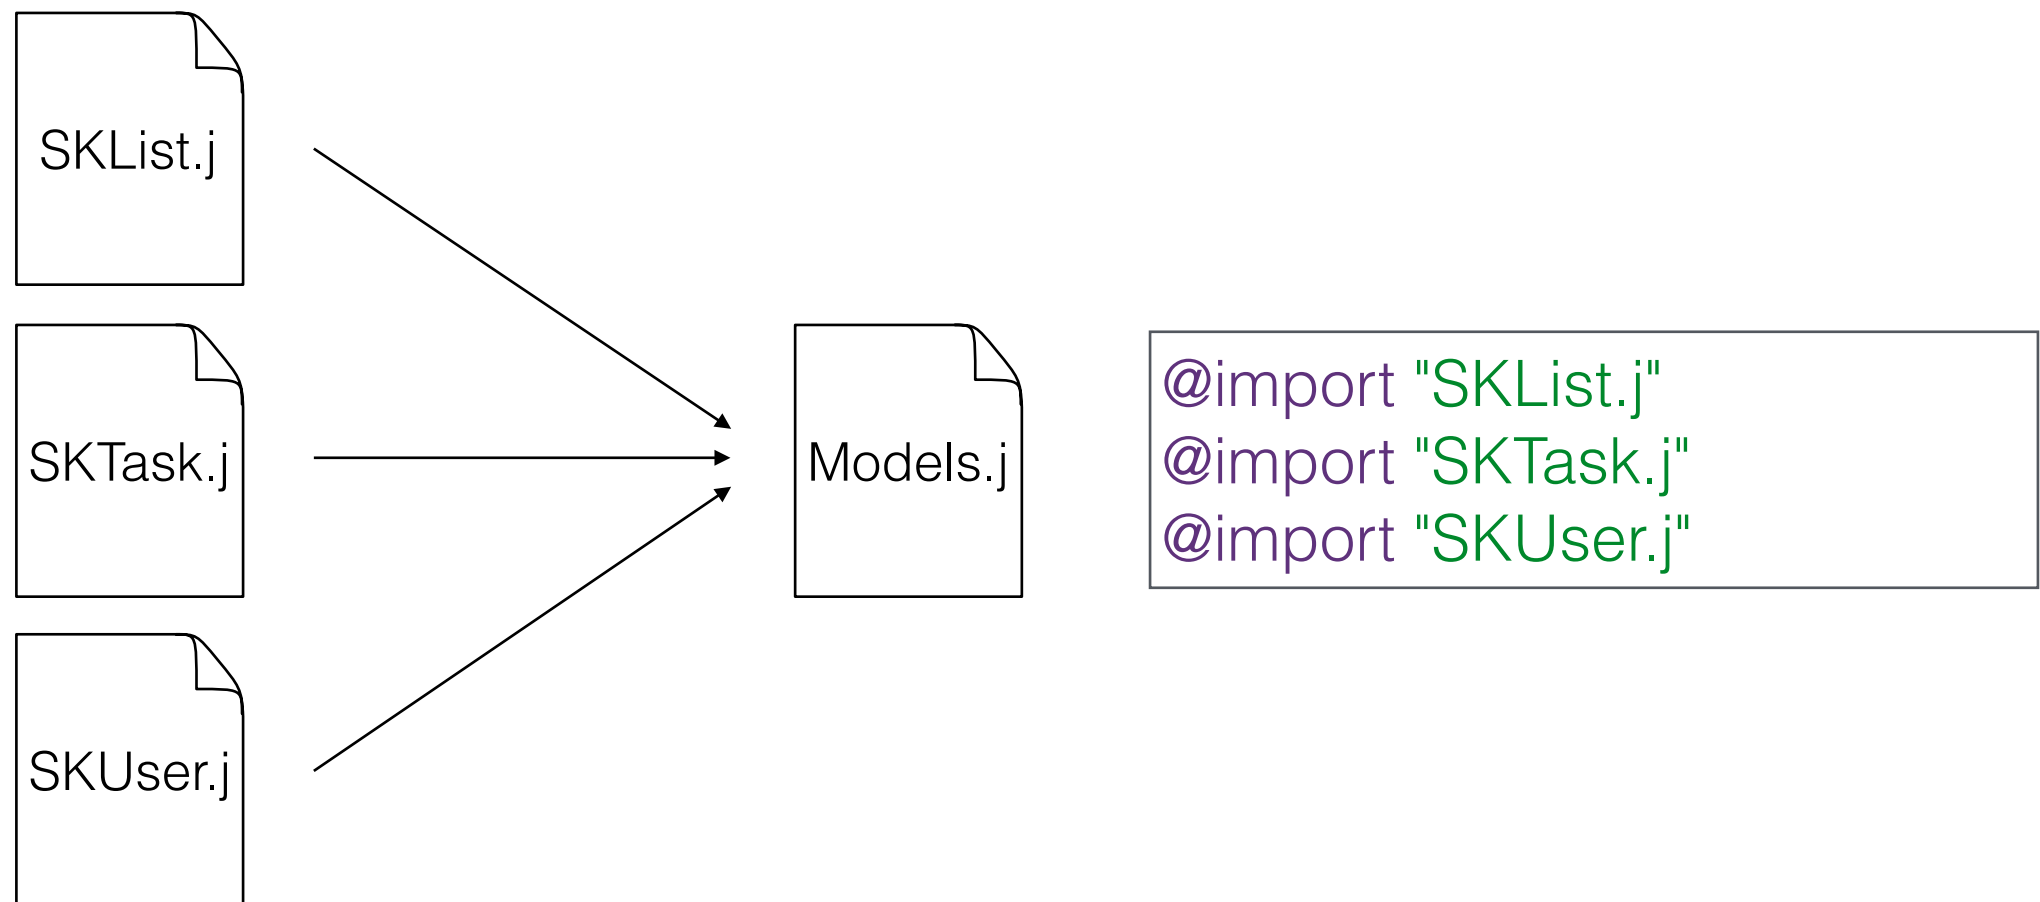 SKList.j
SKTask.j
SKUser.j
Models.j
@import "SKList.j"
@import "SKTask.j"
@import "SKUser.j"